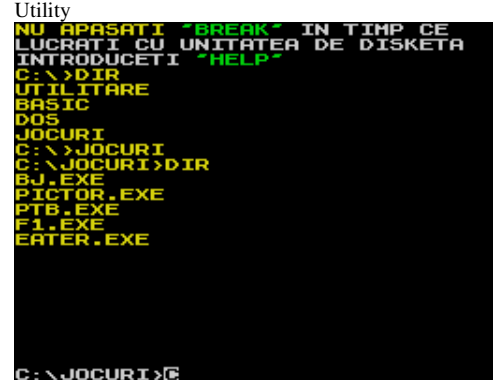 Utility
NU APASATI "BREAK" IN TIMP CE
LUCRATI CU UNITATEA DE DISKETA
INTRODUCETI "HELP"
C:\>DIR
UTILITARE
BASIC
DOS
JOCURI
C:\>JOCURI
C:\JOCURI>DIR
BJ.EXE
PICTOR.EXE
PTB.EXE
F1.EXE
EATER.EXE
C:\JOCURI>C